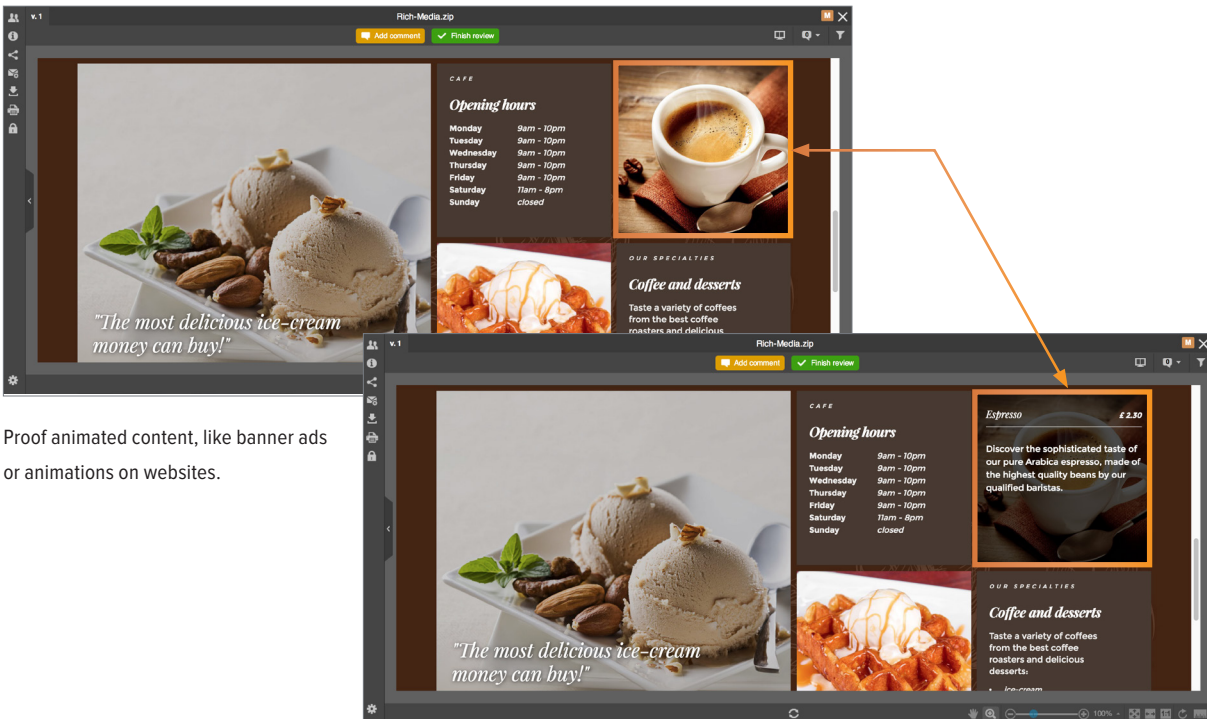 v. 1
Rich-Media.zip
M
Add comment
Finish review
CAFE
Opening hours
Monday 9am - 10pm
Tuesday 9am - 10pm
Wednesday 9am - 10pm
Thursday 9am - 10pm
Friday 9am - 10pm
Saturday 11am - 8pm
Sunday closed
OUR SPECIALTIES
Coffee and desserts
Taste a variety of coffees
from the best coffee
roasters and delicious
"The most delicious ice-cream
money can buy!"
Proof animated content, like banner ads
or animations on websites.
v. 1
Rich-Media.zip
M
Add comment
Finish review
CAFE
Opening hours
Monday 9am - 10pm
Tuesday 9am - 10pm
Wednesday 9am - 10pm
Thursday 9am - 10pm
Friday 9am - 10pm
Saturday 11am - 8pm
Sunday closed
Espresso £ 2.30
Discover the sophisticated taste of
our pure Arabica espresso, made of
the highest quality beans by our
qualified baristas.
OUR SPECIALTIES
Coffee and desserts
Taste a variety of coffees
from the best coffee
roasters and delicious
desserts:
• ice-cream
"The most delicious ice-cream
money can buy!"
100%